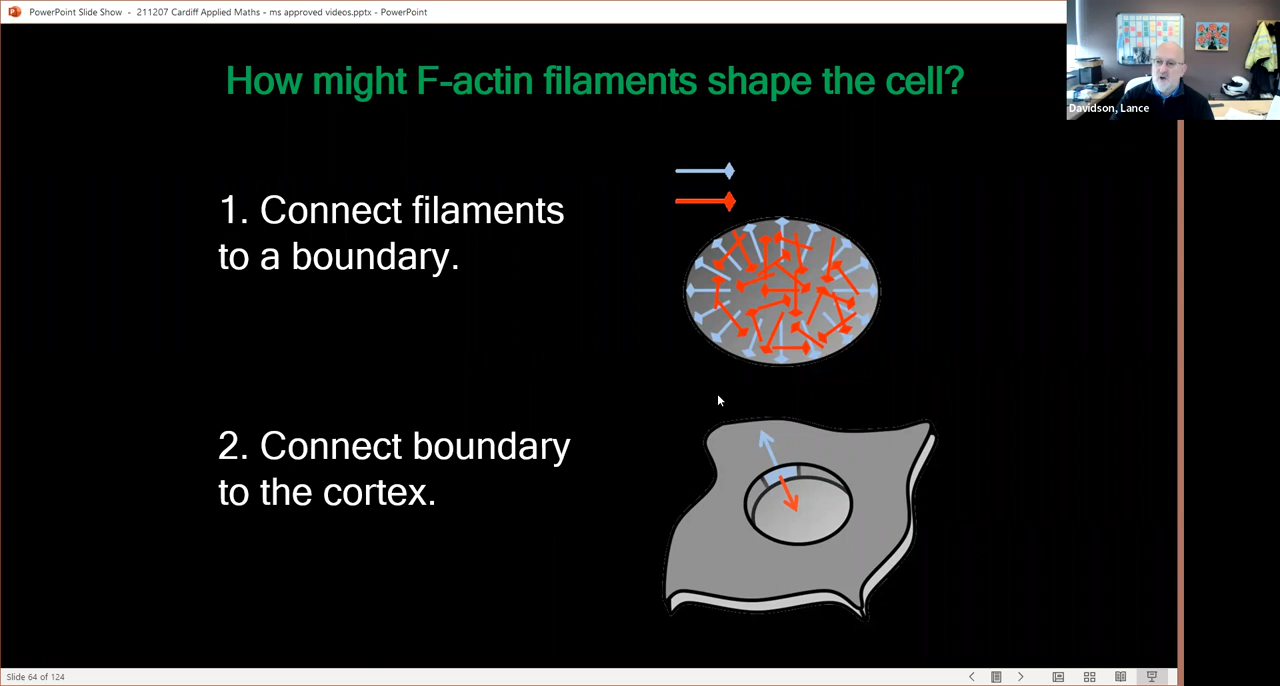 PowerPoint Slide Show - 211207 Cardiff Applied Maths - ms approved videos.pptx - PowerPoint
Davidson, Lance
How might F-actin filaments shape the cell?
1. Connect filaments
to a boundary.
2. Connect boundary
to the cortex.
Slide 64 of 124